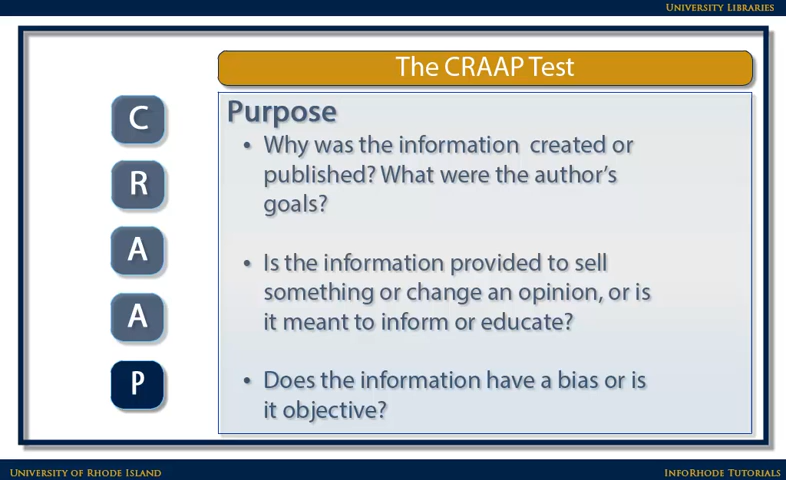 University Libraries
The CRAAP Test
C
R
A
A
P
Purpose
• Why was the information created or
published? What were the author's
goals?
• Is the information provided to sell
something or change an opinion, or is
it meant to inform or educate?
• Does the information have a bias or is
it objective?
University of Rhode Island
InfoRhode Tutorials